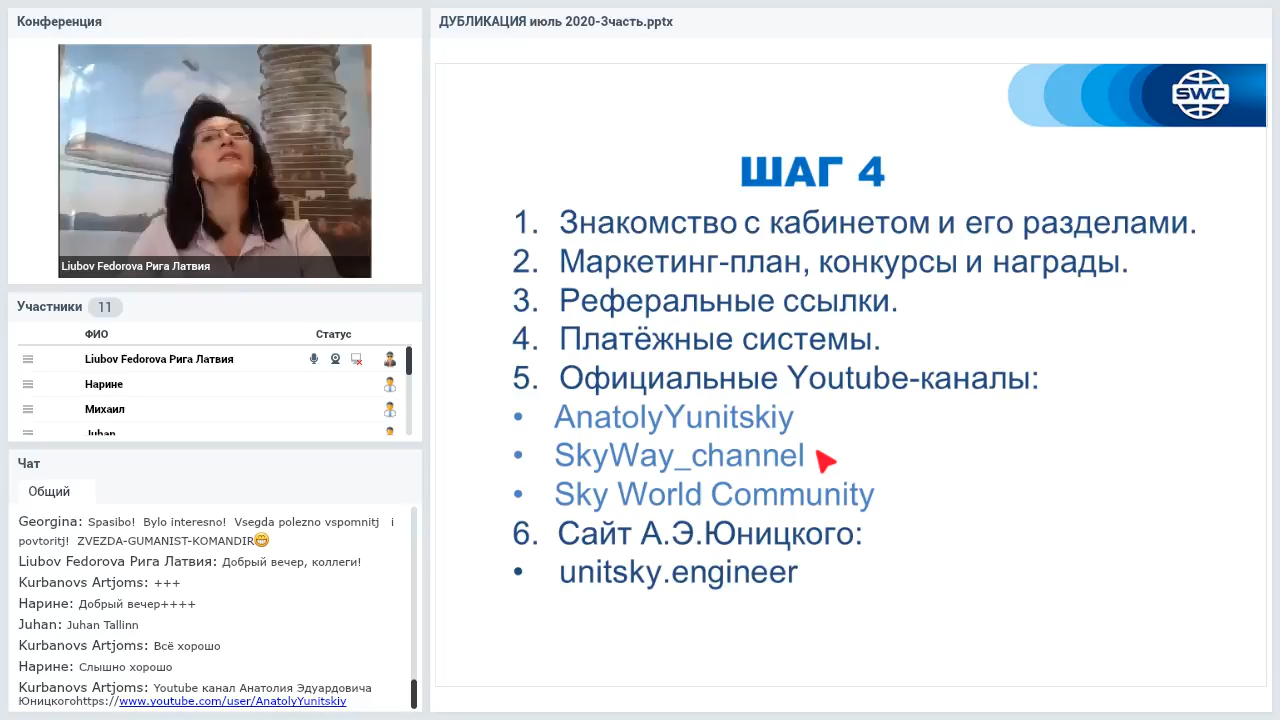 Конференция
Liubov Fedorova Рига Латвия
Участники 11
ФИО Статус
Liubov Fedorova Рига Латвия
Нарине
Михаил
Juhan
Чат
Общий
Georgina: Spasibo! Bylo interesno! Vsegda polezno vspomnitj i
povtoritj! ZVEZDA-GUMANIST-KOMANDIR😁
Liubov Fedorova Рига Латвия: Добрый вечер, коллеги!
Kurbanovs Artjoms: +++
Нарине: Добрый вечер++++
Juhan: Juhan Tallinn
Kurbanovs Artjoms: Всё хорошо
Нарине: Слышно хорошо
Kurbanovs Artjoms: Youtube канал Анатолия Эдуардовича
Юницкогоhttps://www.youtube.com/user/AnatolyYunitskiy
ДУБЛИКАЦИЯ июль 2020-3часть.pptx
SWC
ШАГ 4
1. Знакомство с кабинетом и его разделами.
2. Маркетинг-план, конкурсы и награды.
3. Реферальные ссылки.
4. Платёжные системы.
5. Официальные Youtube-каналы:
• AnatolyYunitskiy
• SkyWay_channel
• Sky World Community
6. Сайт А.Э.Юницкого:
• unitsky.engineer